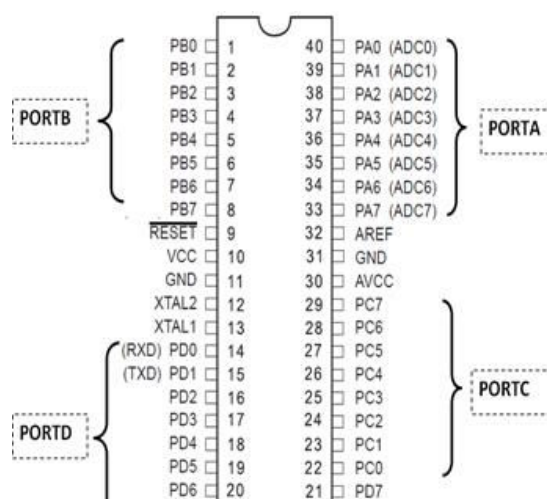 PB0 1 40 PA0 (ADC0)
PB1 2 39 PA1 (ADC1)
PB2 3 38 PA2 (ADC2)
PB3 4 37 PA3 (ADC3)
PORTB
PORTA
PB4 5 36 PA4 (ADC4)
PB5 6 35 PA5 (ADC5)
PB6 7 34 PA6 (ADC6)
PB7 8 33 PA7 (ADC7)
RESET 9 32 AREF
VCC 10 31 GND
GND 11 30 AVCC
XTAL2 12 29 PC7
XTAL1 13 28 PC6
(RXD) PD0 14 27 PC5
(TXD) PD1 15 26 PC4
PORTC
PD2 16 25 PC3
PD3 17 24 PC2
PORTD
PD4 18 23 PC1
PD5 19 22 PC0
PD6 20 21 PD7